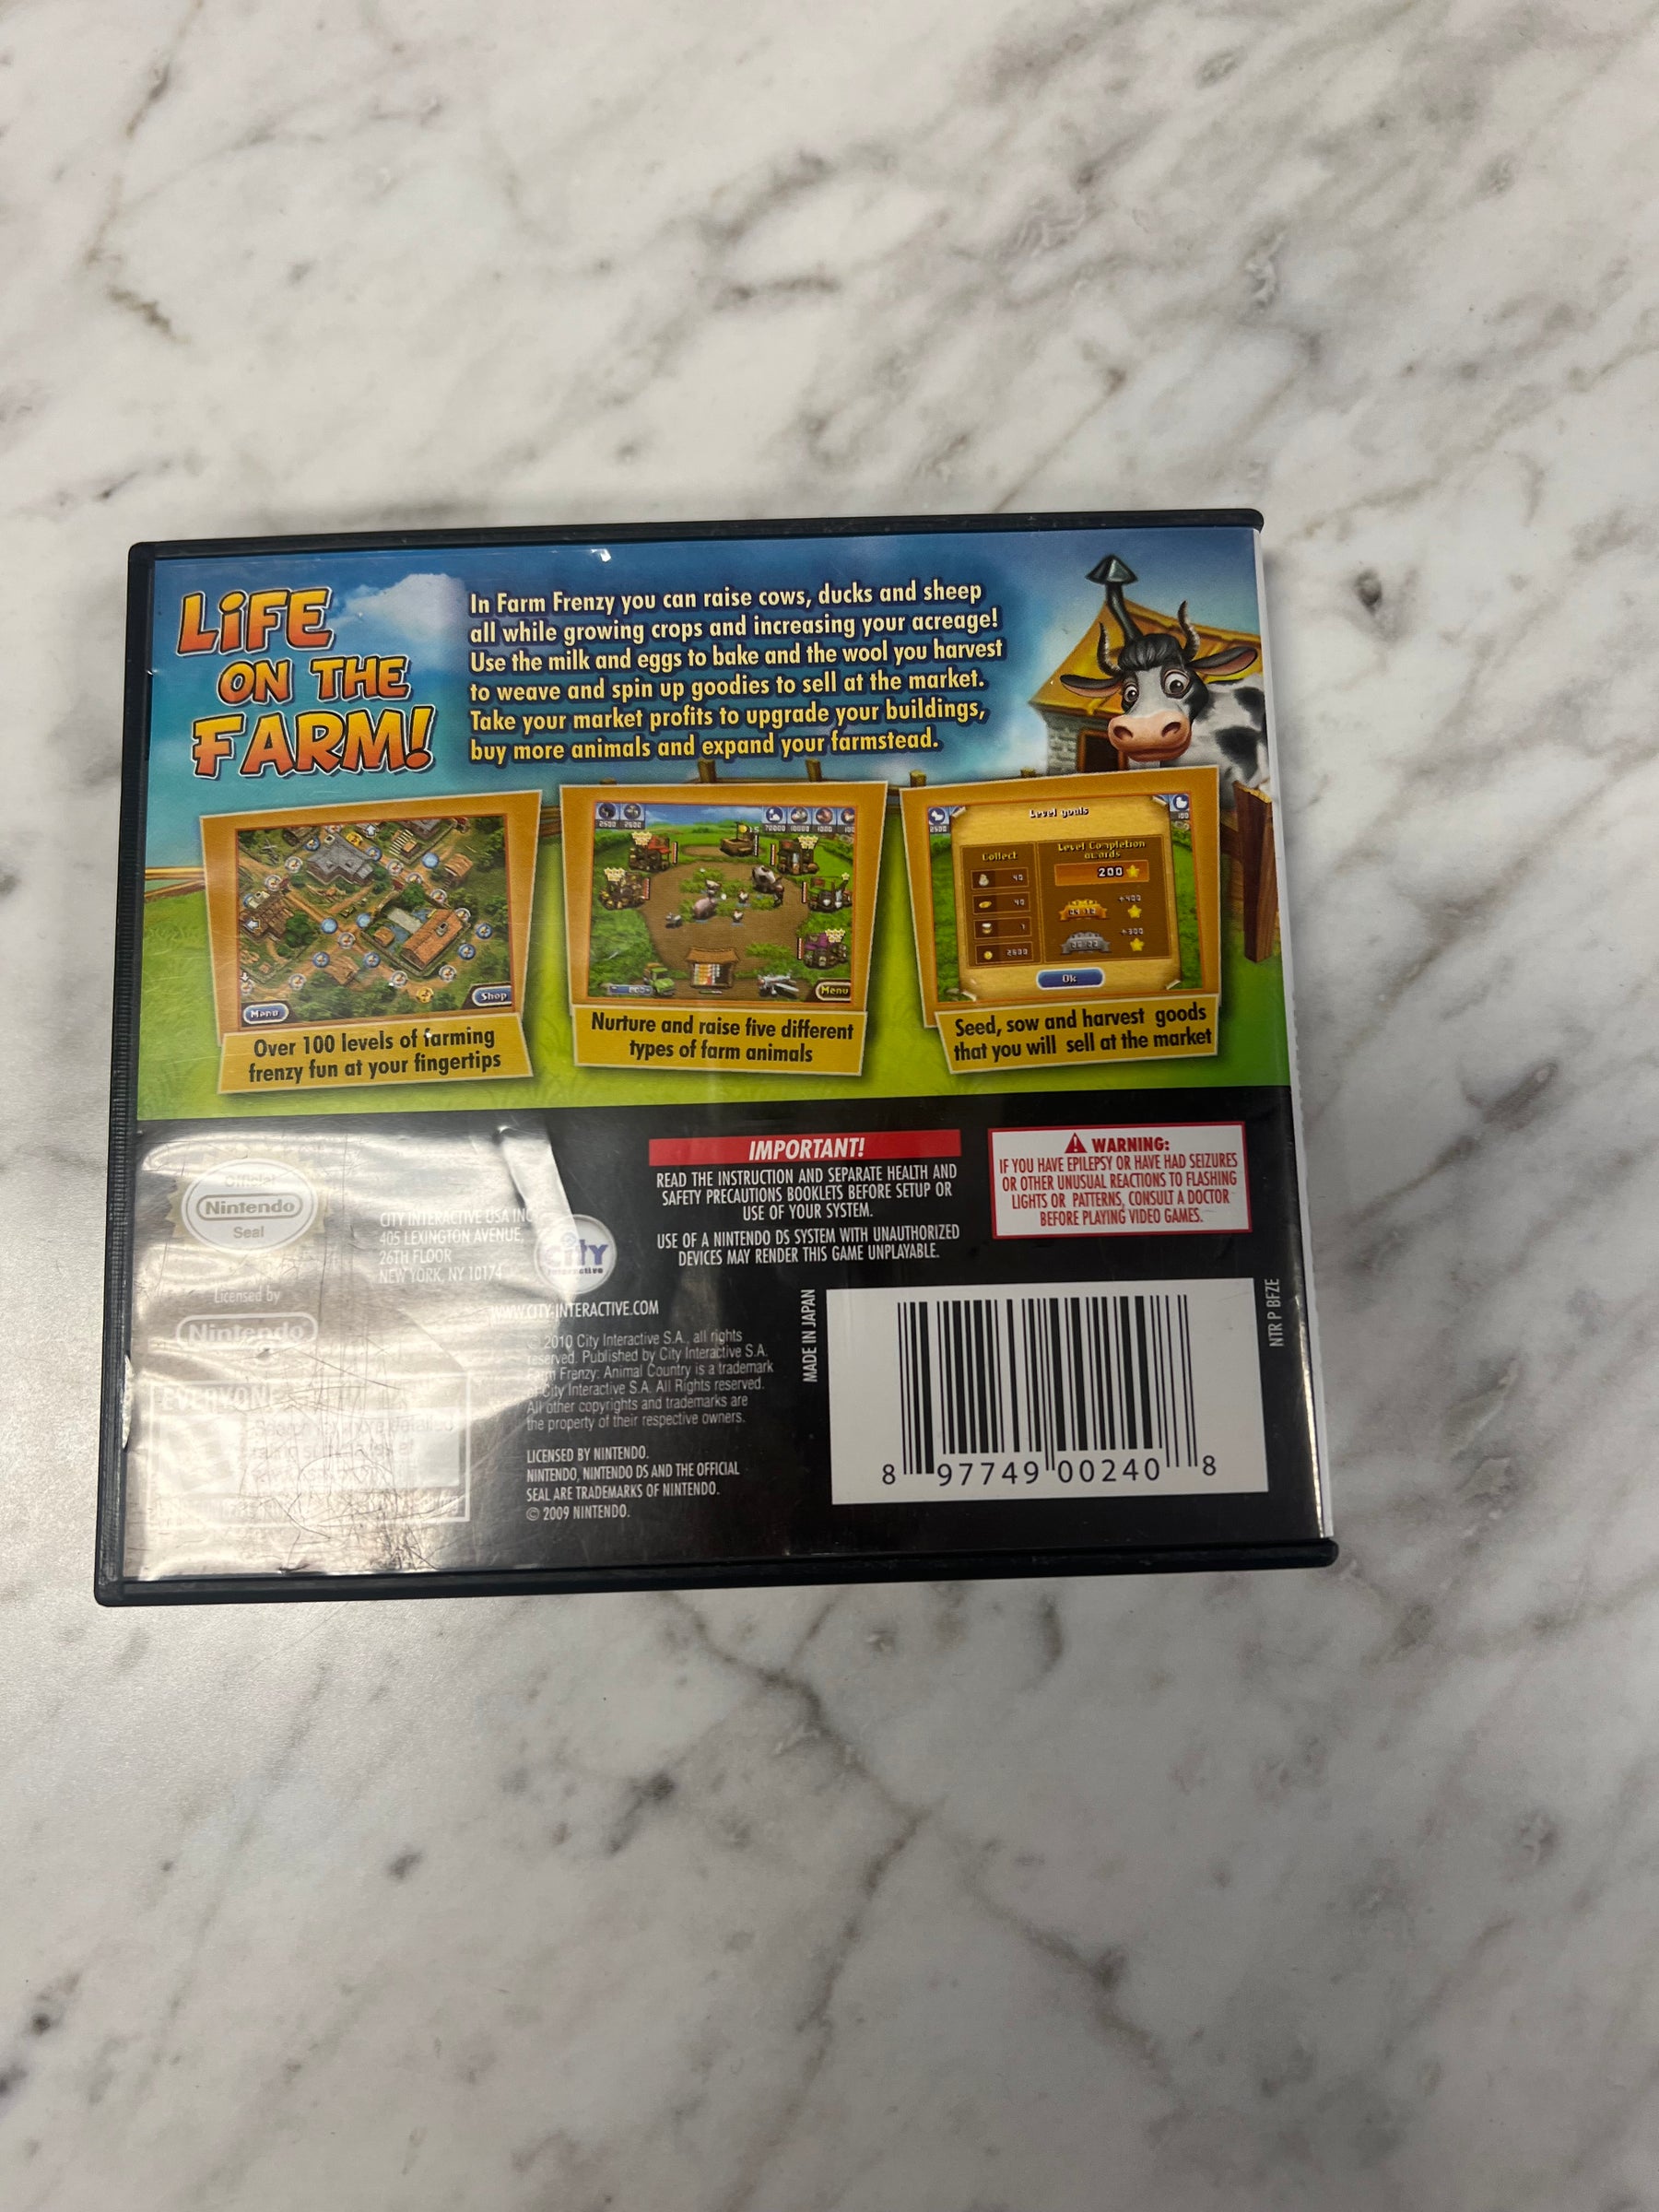 LiFE
ON THE
FARM!
In Farm Frenzy you can raise cows, ducks and sheep
all while growing crops and increasing your acreage!
Use the milk and eggs to bake and the wool you harvest
to weave and spin up goodies to sell at the market.
Take your market profits to upgrade your buildings,
buy more animals and expand your farmstead.
Menu
Shop
Over 100 levels of farming
frenzy fun at your fingertips
2500 2500
Menu
Nurture and raise five different
types of farm animals
2500
Level goals
Collect
40
40
1
2600
Level Completion
awards
200
+400
+300
Ok
Seed, sow and harvest goods
that you will sell at the market
Official
Nintendo
Seal
Licensed by
Nintendo
EVERYONE
CITY INTERACTIVE USA INC
405 LEXINGTON AVENUE,
26TH FLOOR
NEW YORK, NY 10174
city
interactive
WWW.CITY-INTERACTIVE.COM
© 2010 City Interactive S.A., all rights
reserved. Published by City Interactive S.A.
Farm Frenzy: Animal Country is a trademark
of City Interactive S.A. All Rights reserved.
All other copyrights and trademarks are
the property of their respective owners.
LICENSED BY NINTENDO.
NINTENDO, NINTENDO DS AND THE OFFICIAL
SEAL ARE TRADEMARKS OF NINTENDO.
© 2009 NINTENDO.
IMPORTANT!
READ THE INSTRUCTION AND SEPARATE HEALTH AND
SAFETY PRECAUTIONS BOOKLETS BEFORE SETUP OR
USE OF YOUR SYSTEM.
USE OF A NINTENDO DS SYSTEM WITH UNAUTHORIZED
DEVICES MAY RENDER THIS GAME UNPLAYABLE.
WARNING:
IF YOU HAVE EPILEPSY OR HAVE HAD SEIZURES
OR OTHER UNUSUAL REACTIONS TO FLASHING
LIGHTS OR PATTERNS, CONSULT A DOCTOR
BEFORE PLAYING VIDEO GAMES.
MADE IN JAPAN
8 97749 00240 8
NTR P BFZE